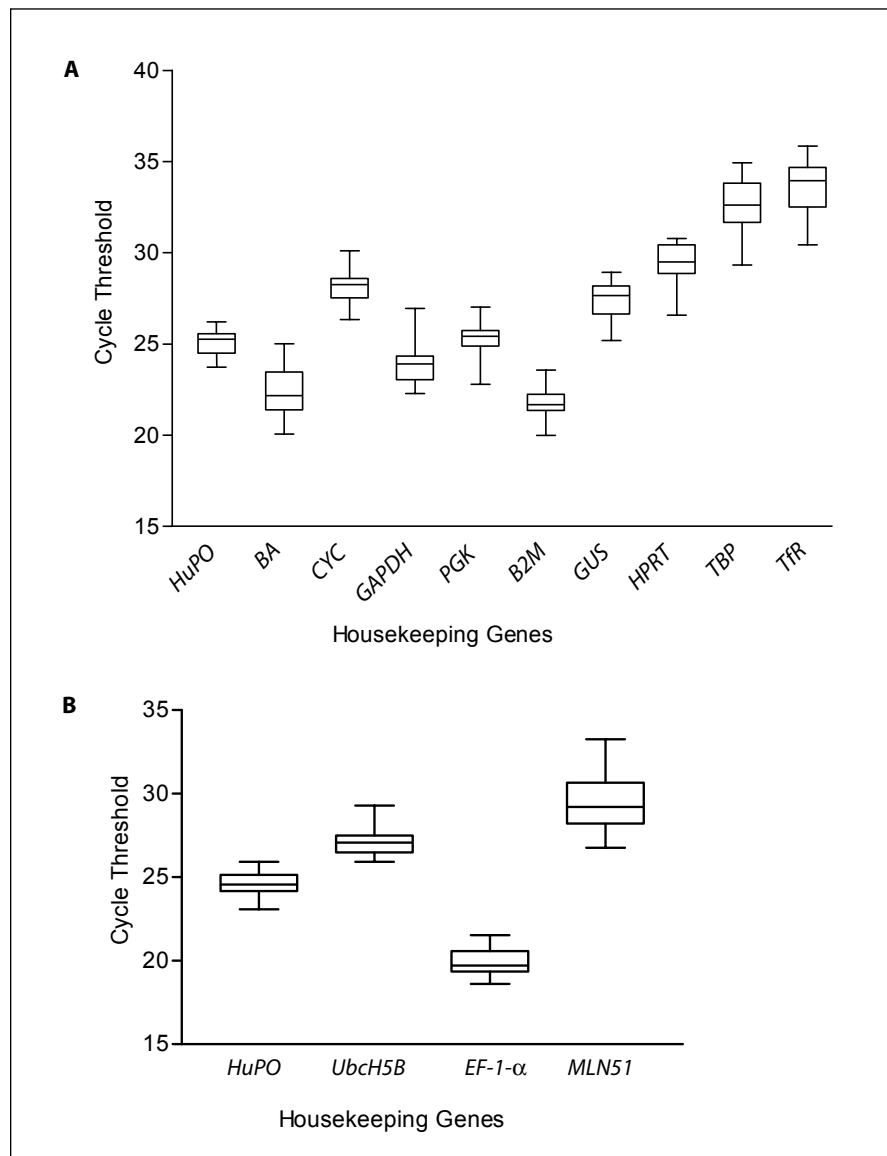 A
40
35
30
25
20
15
Cycle Threshold
HuPO BA CYC GAPDH PGK B2M GUS HPRT TBP TfR
Housekeeping Genes
B
35
30
25
20
15
Cycle Threshold
HuPO UbcH5B EF-1-α MLN51
Housekeeping Genes